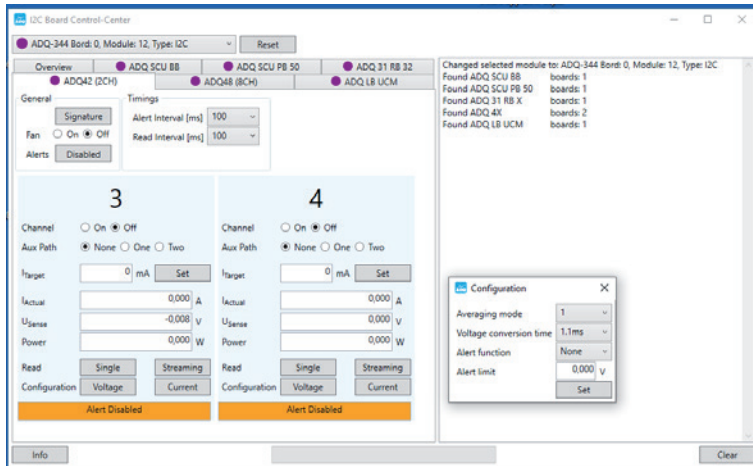 I2C Board Control-Center
ADQ-344 Bord: 0, Module: 12, Type: I2C Reset
Overview ADQ SCU BB ADQ SCU PB 50 ADQ 31 RB 32
ADQ42 (2CH) ADQ48 (8CH) ADQ LB UCM
General Timings
Signature Alert Interval [ms] 100
Fan On Off Read Interval [ms] 100
Alerts Disabled
3 4
Channel On Off Channel On Off
Aux Path None One Two Aux Path None One Two
ITarget 0 mA Set ITarget 0 mA Set
IActual 0,000 A IActual 0,000 A
USense -0,008 V USense 0,000 V
Power 0,000 W Power 0,000 W
Read Single Streaming Read Single Streaming
Configuration Voltage Current Configuration Voltage Current
Alert Disabled Alert Disabled
Changed selected module to: ADQ-344 Bord: 0, Module: 12, Type: I2C
Found ADQ SCU BB boards: 1
Found ADQ SCU PB 50 boards: 1
Found ADQ 31 RB X boards: 1
Found ADQ 4X boards: 2
Found ADQ LB UCM boards: 1
Configuration
Averaging mode 1
Voltage conversion time 1.1ms
Alert function None
Alert limit 0,000 V
Set
Info Clear